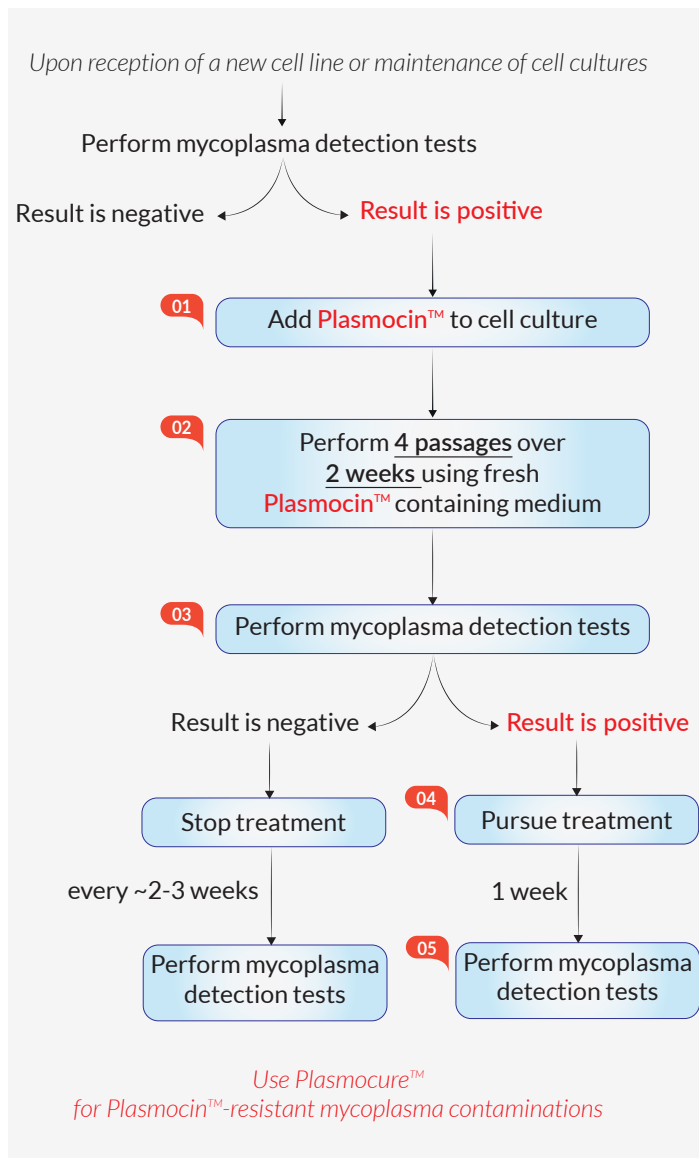 Upon reception of a new cell line or maintenance of cell cultures
Perform mycoplasma detection tests
Result is negative
Result is positive
01
Add Plasmocin™ to cell culture
02
Perform 4 passages over
2 weeks using fresh
Plasmocin™ containing medium
03
Perform mycoplasma detection tests
Result is negative
Result is positive
Stop treatment
04
Pursue treatment
every ~2-3 weeks
1 week
Perform mycoplasma
detection tests
05
Perform mycoplasma
detection tests
Use Plasmocure™
for Plasmocin™-resistant mycoplasma contaminations